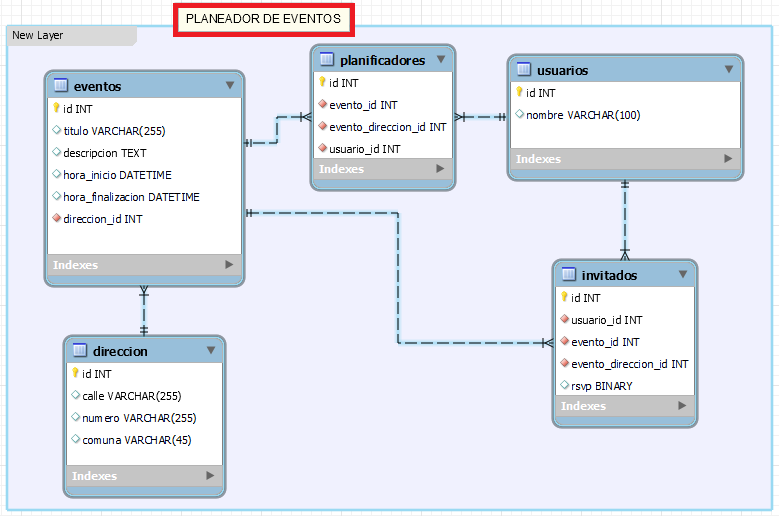 PLANEADOR DE EVENTOS
New Layer
eventos
id INT
titulo VARCHAR(255)
descripcion TEXT
hora_inicio DATETIME
hora_finalizacion DATETIME
direccion_id INT
Indexes
planificadores
id INT
evento_id INT
evento_direccion_id INT
usuario_id INT
Indexes
usuarios
id INT
nombre VARCHAR(100)
Indexes
direccion
id INT
calle VARCHAR(255)
numero VARCHAR(255)
comuna VARCHAR(45)
Indexes
invitados
id INT
usuario_id INT
evento_id INT
evento_direccion_id INT
rsvp BINARY
Indexes